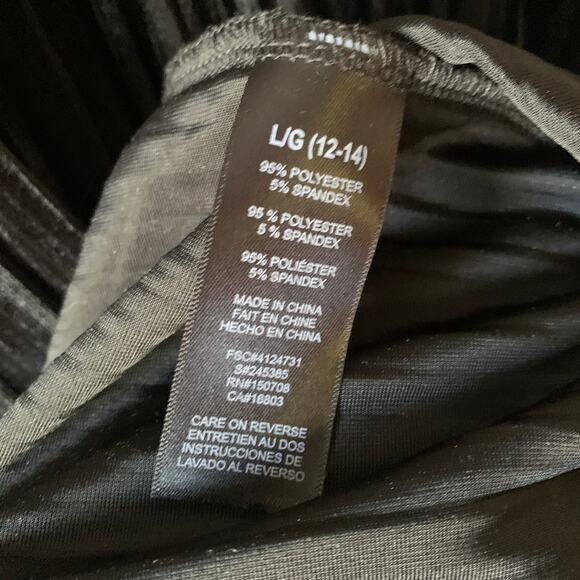 L/G (12-14)
95% POLYESTER
5% SPANDEX
95% POLYESTER
5% SPANDEX
95% POLIÉSTER
5% SPANDEX
MADE IN CHINA
FAIT EN CHINE
HECHO EN CHINA
FSC#4124731
S#245385
RN#150708
CA#16803
CARE ON REVERSE
ENTRETIEN AU DOS
INSTRUCCIONES DE
LAVADO AL REVERSO